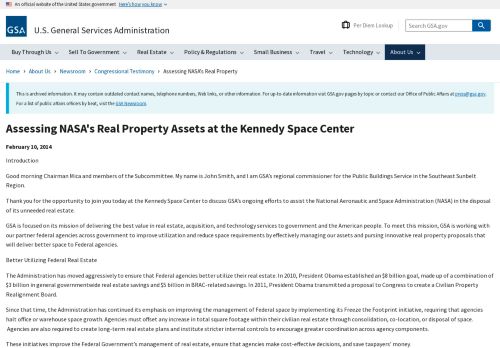 An official website of the United States government Here's how you know
GSA
U.S. General Services Administration
Per Diem Lookup
Search GSA.gov
Buy Through Us
Sell To Government
Real Estate
Policy & Regulations
Small Business
Travel
Technology
About Us
Home › About Us › Newsroom › Congressional Testimony › Assessing NASA's Real Property
This is archived information. It may contain outdated contact names, telephone numbers, Web links, or other information. For up-to-date information visit GSA.gov pages by topic or contact our Office of Public Affairs at press@gsa.gov.
For a list of public affairs officers by beat, visit the GSA Newsroom.
Assessing NASA's Real Property Assets at the Kennedy Space Center
February 10, 2014
Introduction
Good morning Chairman Mica and members of the Subcommittee. My name is John Smith, and I am GSA's regional commissioner for the Public Buildings Service in the Southeast Sunbelt
Region.
Thank you for the opportunity to join you today at the Kennedy Space Center to discuss GSA's ongoing efforts to assist the National Aeronautic and Space Administration (NASA) in the
disposal of its unneeded real estate.
GSA is focused on its mission of delivering the best value in real estate, acquisition, and technology services to government and the American people. To meet this mission, GSA is working with
our partner federal agencies across government to improve utilization and reduce space requirements by effectively managing our assets and pursuing innovative real property proposals that
will deliver better space to Federal agencies.
Better Utilizing Federal Real Estate
The Administration has moved aggressively to ensure that Federal agencies better utilize their real estate. In 2010, President Obama established an $8 billion goal, made up of a combination of
$3 billion in general governmentwide real estate savings and $5 billion in BRAC-related savings. In 2011, President Obama transmitted a proposal to Congress to create a Civilian Property
Realignment Board.
Since that time, the Administration has continued its emphasis on improving the management of Federal space by implementing its Freeze the Footprint initiative, requiring that agencies
halt office or warehouse space growth. Agencies must offset any increase in total square footage within their civilian real estate through consolidation, co-location, or disposal of space.
Agencies are also required to create long-term real estate plans and institute stricter internal controls to encourage greater coordination across agency components.
These initiatives improve the Federal Government's management of real estate, ensure that agencies make cost-effective decisions, and save taxpayers' money.